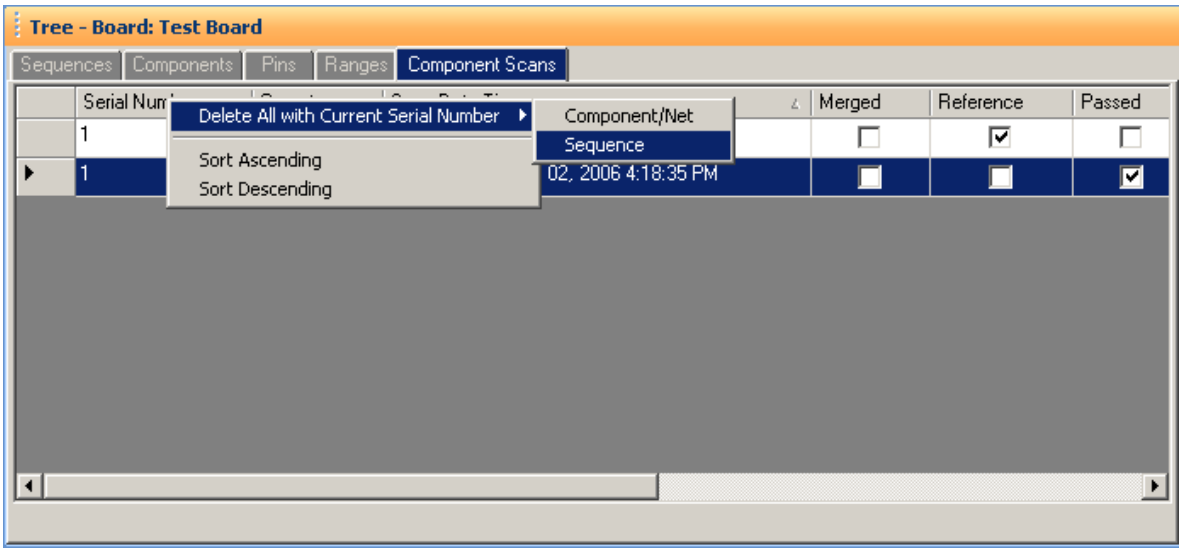 Tree - Board: Test Board
Sequences Components Pins Ranges Component Scans
Serial Merged Reference Passed
Delete All with Current Serial Number Component/Net
1
Sequence
Sort Ascending
1 02, 2006 4:18:35 PM
Sort Descending